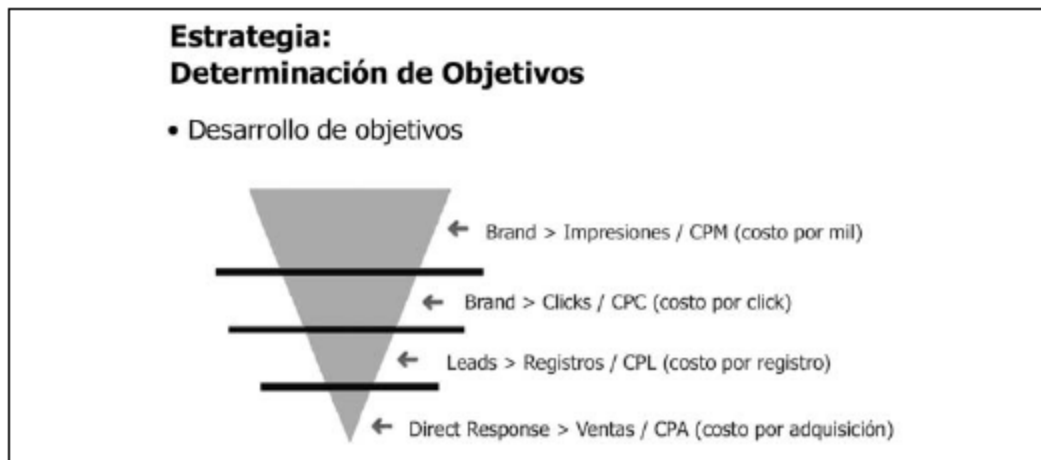 Estrategia:
Determinación de Objetivos
• Desarrollo de objetivos
Brand > Impresiones / CPM (costo por mil)
Brand > Clicks / CPC (costo por click)
Leads > Registros / CPL (costo por registro)
Direct Response > Ventas / CPA (costo por adquisición)